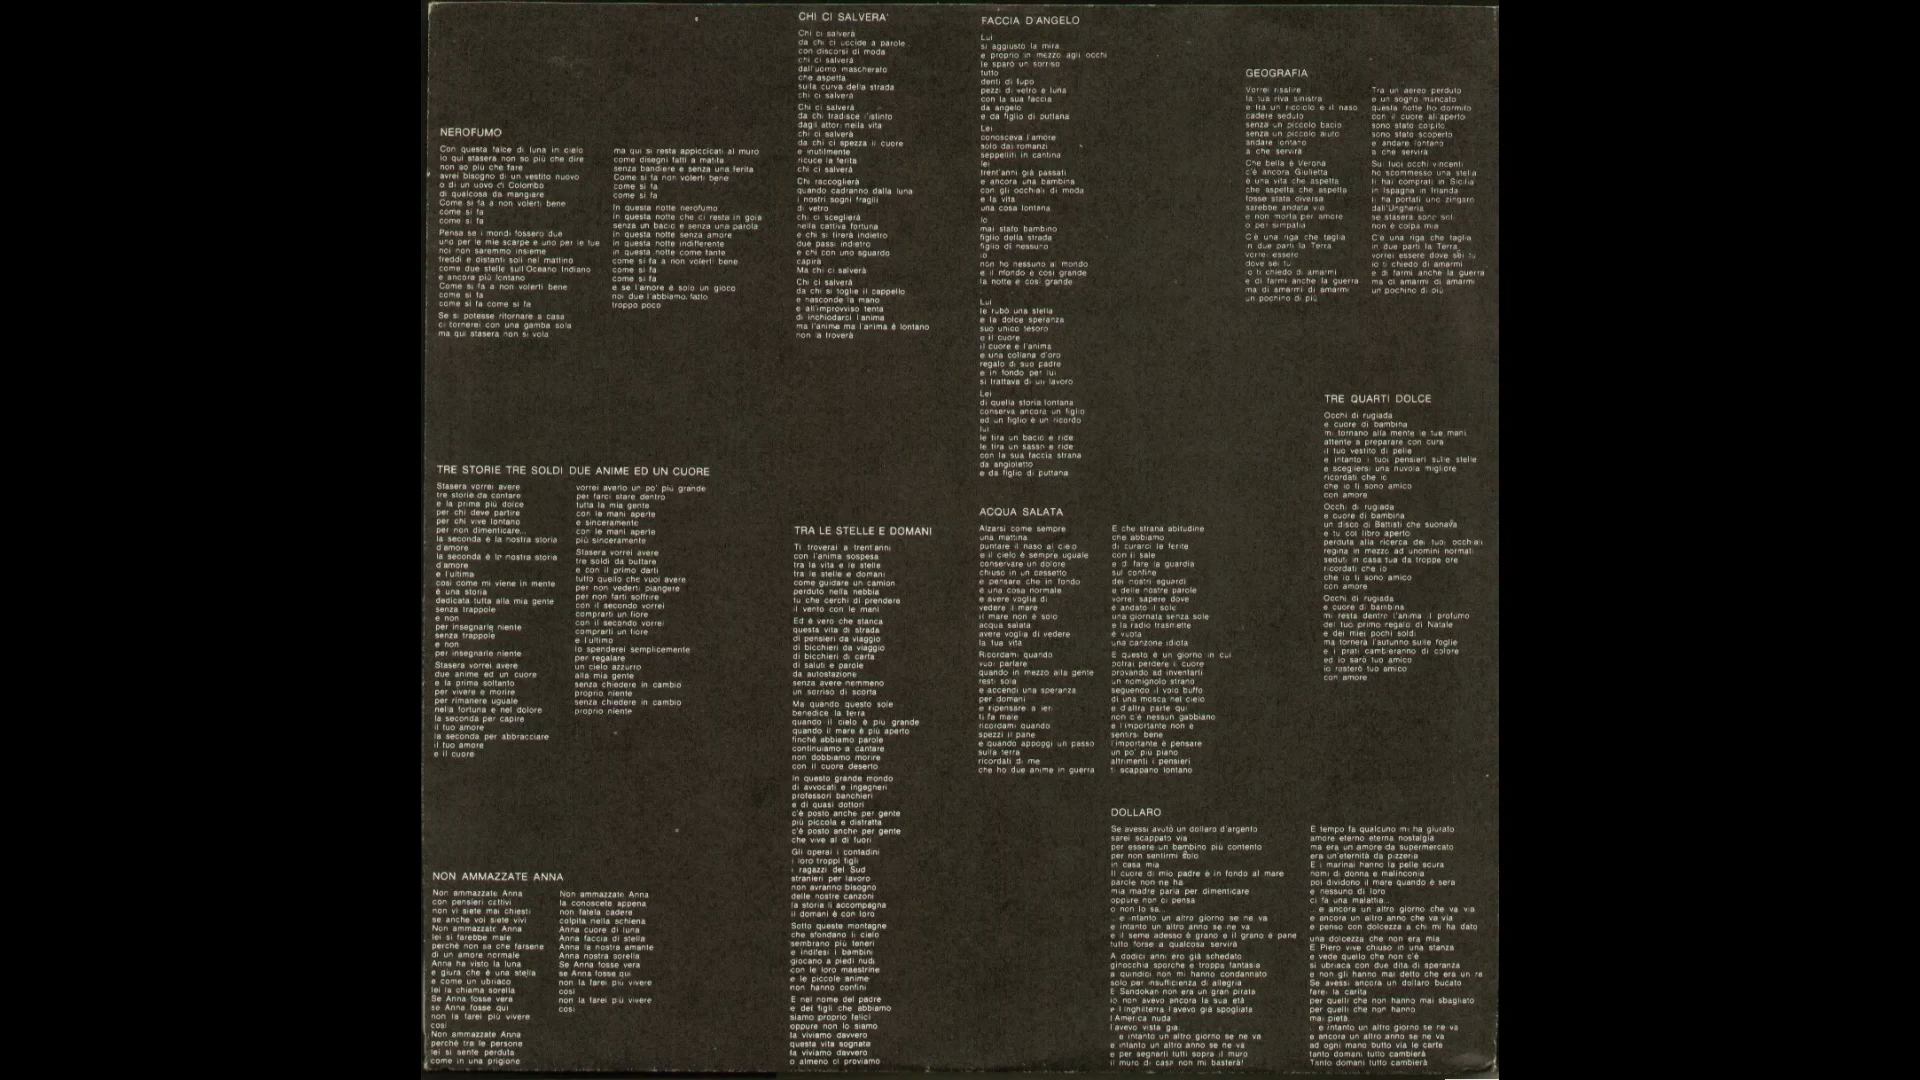 NEROFUMO
Con questa falce di luna in cielo
io qui stasera non so più che dire
non so più che fare
avrei bisogno di un vestito nuovo
o di un uovo di Colombo
di qualcosa da mangiare
Come si fa a non volerti bene
come si fa
come si fa
Pensa se i mondi fossero due
uno per le mie scarpe e uno per le tue
noi non saremmo insieme
freddi e distanti soli nel mattino
come due stelle sull'Oceano Indiano
e ancora più lontano
Come si fa a non volerti bene
come si fa
come si fa come si fa
Se si potesse ritornare a casa
ci tornerei con una gamba sola
ma qui stasera non si vola
ma qui si resta appiccicati al muro
come disegni fatti a matita
senza bandiere e senza una ferita
Come si fa non volerti bene
come si fa
come si fa
In questa notte nerofumo
in questa notte che ci resta in gola
senza un bacio e senza una parola
in questa notte senza amore
in questa notte indifferente
in questa notte come tante
come si fa a non volerti bene
come si fa
come si fa
e se l'amore è solo un gioco
noi due l'abbiamo fatto
troppo poco
TRE STORIE TRE SOLDI DUE ANIME ED UN CUORE
Stasera vorrei avere
tre storie da cantare
e la prima più dolce
per chi deve partire
per chi vive lontano
per non dimenticare...
la seconda è la nostra storia
d'amore
la seconda è la nostra storia
d'amore
e l'ultima
così come mi viene in mente
è una storia
dedicata tutta alla mia gente
senza trappole
e non
per insegnarle niente
senza trappole
e non
per insegnarle niente
Stasera vorrei avere
due anime ed un cuore
e la prima soltanto
per vivere e morire
per rimanere uguale
nella fortuna e nel dolore
la seconda per capire
il tuo amore
la seconda per abbracciare
il tuo amore
e il cuore
vorrei averlo un po' più grande
per farci stare dentro
tutta la mia gente
con le mani aperte
e sinceramente
con le mani aperte
più sinceramente
Stasera vorrei avere
tre soldi da buttare
e con il primo darti
tutto quello che vuoi avere
per non vederti piangere
per non farti soffrire
con il secondo vorrei
comprarti un fiore
con il secondo vorrei
comprarti un fiore
e l'ultimo
lo spenderei semplicemente
per regalare
un cielo azzurro
alla mia gente
senza chiedere in cambio
proprio niente
senza chiedere in cambio
proprio niente
NON AMMAZZATE ANNA
Non ammazzate Anna
con pensieri cattivi
non vi siete mai chiesti
se anche voi siete vivi
Non ammazzate Anna
lei si farebbe male
perché non sa che farsene
di un amore normale
Anna ha visto la luna
e giura che è una stella
e come un ubriaco
lei la chiama sorella
Se Anna fosse vera
se Anna fosse qui
non la farei più vivere
così
Non ammazzate Anna
perché tra le persone
lei si sente perduta
come in una prigione
Non ammazzate Anna
la conoscete appena
non fatela cadere
colpita nella schiena
Anna cuore di luna
Anna faccia di stella
Anna la nostra amante
Anna nostra sorella
Se Anna fosse vera
se Anna fosse qui
non la farei più vivere
così
non la farei più vivere
così
CHI CI SALVERA'
Chi ci salverà
da chi ci uccide a parole
con discorsi di moda
chi ci salverà
dall'uomo mascherato
che aspetta
sulla curva della strada
chi ci salverà
Chi ci salverà
da chi tradisce l'istinto
dagli attori nella vita
chi ci salverà
da chi ci spezza il cuore
e inutilmente
ricuce la ferita
chi ci salverà
Chi raccoglierà
quando cadranno dalla luna
i nostri sogni fragili
di vetro
chi ci sceglierà
nella cattiva fortuna
e chi si tirerà indietro
due passi indietro
e chi con uno sguardo
capirà
Ma chi ci salverà
Chi ci salverà
da chi si toglie il cappello
e nasconde la mano
e all'improvviso tenta
di inchiodarci l'anima
ma l'anima ma l'anima è lontano
non la troverà
TRA LE STELLE E DOMANI
Ti troverai a trent'anni
con l'anima sospesa
tra la vita e le stelle
tra le stelle e domani
come guidare un camion
perduto nella nebbia
tu che cerchi di prendere
il vento con le mani
Ed è vero che stanca
questa vita di strada
di pensieri da viaggio
di bicchieri da viaggio
di bicchieri di carta
di saluti e parole
da autostazione
senza avere nemmeno
un sorriso di scorta
Ma quando questo sole
benedice la terra
quando il cielo è più grande
quando il mare è più aperto
finché abbiamo parole
continuiamo a cantare
non dobbiamo morire
con il cuore deserto
In questo grande mondo
di avvocati e ingegneri
professori banchieri
e di quasi dottori
c'è posto anche per gente
più piccola e distratta
c'è posto anche per gente
che vive al di fuori
Gli operai i contadini
i loro troppi figli
i ragazzi del Sud
stranieri per lavoro
non avranno bisogno
delle nostre canzoni
la storia li accompagna
il domani è con loro
Sotto queste montagne
che sfondano il cielo
sembrano più teneri
e indifesi i bambini
giocano a piedi nudi
con le loro maestrine
e le piccole anime
non hanno confini
E nel nome del padre
e dei figli che abbiamo
siamo proprio felici
oppure non lo siamo
la viviamo davvero
questa vita sognata
la viviamo davvero
o almeno ci proviamo
FACCIA D'ANGELO
Lui
si aggiustò la mira
e proprio in mezzo agli occhi
le sparò un sorriso
tutto
denti di lupo
pezzi di vetro e luna
con la sua faccia
da angelo
e da figlio di puttana
Lei
conosceva l'amore
solo dai romanzi
seppelliti in cantina
lei
trent'anni già passati
e ancora una bambina
con gli occhiali di moda
e la vita
una cosa lontana
Io
mai stato bambino
figlio della strada
figlio di nessuno
io
non ho nessuno al mondo
e il mondo è così grande
la notte è così grande
Lui
le rubò una stella
e la dolce speranza
suo unico tesoro
e il cuore
il cuore e l'anima
e una collana d'oro
regalo di suo padre
e in fondo per lui
si trattava di un lavoro
Lei
di quella storia lontana
conserva ancora un figlio
ed un figlio è un ricordo
lui
le tira un bacio e ride
le tira un sasso e ride
con la sua faccia strana
da angioletto
e da figlio di puttana
ACQUA SALATA
Alzarsi come sempre
una mattina
puntare il naso al cielo
e il cielo è sempre uguale
conservare un dolore
chiuso in un cassetto
e pensare che in fondo
è una cosa normale
e avere voglia di
vedere il mare
il mare non è solo
acqua salata
avere voglia di vedere
la tua vita
Ricordami quando
vuoi parlare
quando in mezzo alla gente
resti sola
e accendi una speranza
per domani
e ripensare a ieri
ti fa male
ricordami quando
spezzi il pane
e quando appoggi un passo
sulla terra
ricordati di me
che ho due anime in guerra
E che strana abitudine
che abbiamo
di curarci le ferite
con il sale
e di fare la guardia
sul confine
dei nostri sguardi
e delle nostre parole
vorrei sapere dove
è andato il sole
una giornata senza sole
e la radio trasmette
è vuota
una canzone idiota
E questo è un giorno in cui
potrai perdere il cuore
provando ad inventarti
un nomignolo strano
seguendo il volo buffo
di una mosca nel cielo
e d'altra parte qui
non c'è nessun gabbiano
e l'importante non è
sentirsi bene
l'importante è pensare
un po' più piano
altrimenti i pensieri
ti scappano lontano
GEOGRAFIA
Vorrei risalire
la tua riva sinistra
e tra un ricciolo e il naso
cadere seduto
senza un piccolo bacio
senza un piccolo aiuto
andare lontano
a che servirà
Che bella è Verona
c'è ancora Giulietta
è una vita che aspetta
che aspetta che aspetta
fosse stata diversa
sarebbe andata via
e non morta per amore
o per simpatia
C'è una riga che taglia
in due parti la Terra
vorrei essere
dove sei tu
io ti chiedo di amarmi
e di farmi anche la guerra
ma di amarmi di amarmi
un pochino di più
Tra un aereo perduto
e un sogno mancato
questa notte ho dormito
con il cuore all'aperto
sono stato colpito
sono stato scoperto
e andare lontano
a che servirà
Sui tuoi occhi vincenti
ho scommesso una stella
li hai comprati in Sicilia
in Ispagna in Irlanda
li ha portati uno zingaro
dall'Ungheria
se stasera sono soli
non è colpa mia
C'è una riga che taglia
in due parti la Terra
vorrei essere dove sei tu
io ti chiedo di amarmi
e di farmi anche la guerra
ma di amarmi di amarmi
un pochino di più
TRE QUARTI DOLCE
Occhi di rugiada
e cuore di bambina
mi tornano alla mente le tue mani
attente a preparare con cura
il tuo vestito di pelle
e intanto i tuoi pensieri sulle stelle
e scegliersi una nuvola migliore
ricordati che io
che io ti sono amico
con amore
Occhi di rugiada
e cuore di bambina
un disco di Battisti che suonava
e tu col libro aperto
perduta alla ricerca dei tuoi occhiali
regina in mezzo ad uomini normali
seduti in casa tua da troppe ore
ricordati che io
che io ti sono amico
con amore
Occhi di rugiada
e cuore di bambina
mi resta dentro l'anima il profumo
del tuo primo regalo di Natale
e dei miei pochi soldi
ma tornerà l'autunno sulle foglie
e i prati cambieranno di colore
ed io sarò tuo amico
io resterò tuo amico
con amore
DOLLARO
Se avessi avuto un dollaro d'argento
sarei scappato via
per essere un bambino più contento
per non sentirmi solo
in casa mia
Il cuore di mio padre è in fondo al mare
parole non ne ha
mia madre parla per dimenticare
oppure non ci pensa
o non lo sa...
... e intanto un altro giorno se ne va
e intanto un altro anno se ne va
e il seme adesso è grano e il grano è pane
tutto forse a qualcosa servirà
A dodici anni ero già schedato
ginocchia sporche e troppa fantasia
a quindici non mi hanno condannato
solo per insufficienza di allegria
E Sandokan non era un gran pirata
io non avevo ancora la sua età
e l'Inghilterra l'avevo già spogliata
l'America nuda
l'avevo vista già.
... e intanto un altro giorno se ne va
e intanto un altro anno se ne va
e per segnarli tutti sopra il muro
il muro di casa non mi basterà!
E tempo fa qualcuno mi ha giurato
amore eterno eterna nostalgia
ma era un amore da supermercato
era un'eternità da pizzeria
E i marinai hanno la pelle scura
nomi di donna e malinconia
poi dividono il mare quando è sera
e nessuno di loro
ci fa una malattia...
... e ancora un altro giorno che va via
e ancora un altro anno che va via
e penso con dolcezza a chi mi ha dato
una dolcezza che non era mia
E Piero vive chiuso in una stanza
e vede quello che non c'è
si ubriaca con due dita di speranza
e non gli hanno mai detto che era un re
Se avessi ancora un dollaro bucato
farei la carità
per quelli che non hanno mai sbagliato
per quelli che non hanno
mai pietà.
... e intanto un altro giorno se ne va
e ancora un altro anno se ne va
ad ogni mano butto via le carte
tanto domani tutto cambierà
Tanto domani tutto cambierà